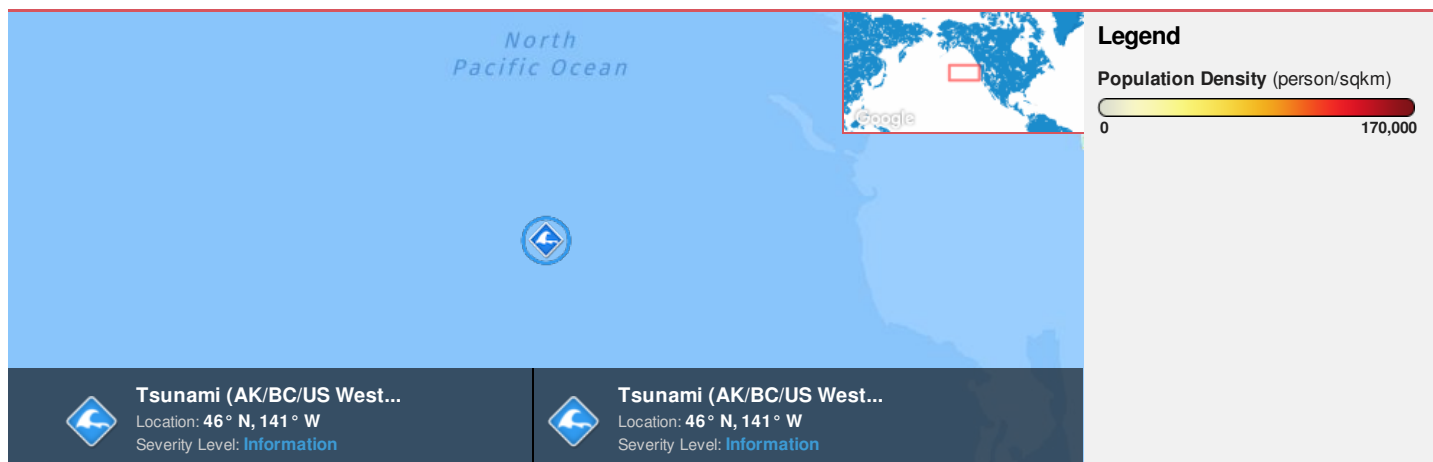 North
Pacific Ocean
Google
Legend
Population Density (person/sqkm)
0 170,000
Tsunami (AK/BC/US West...
Location: 46° N, 141° W
Severity Level: Information
Tsunami (AK/BC/US West...
Location: 46° N, 141° W
Severity Level: Information